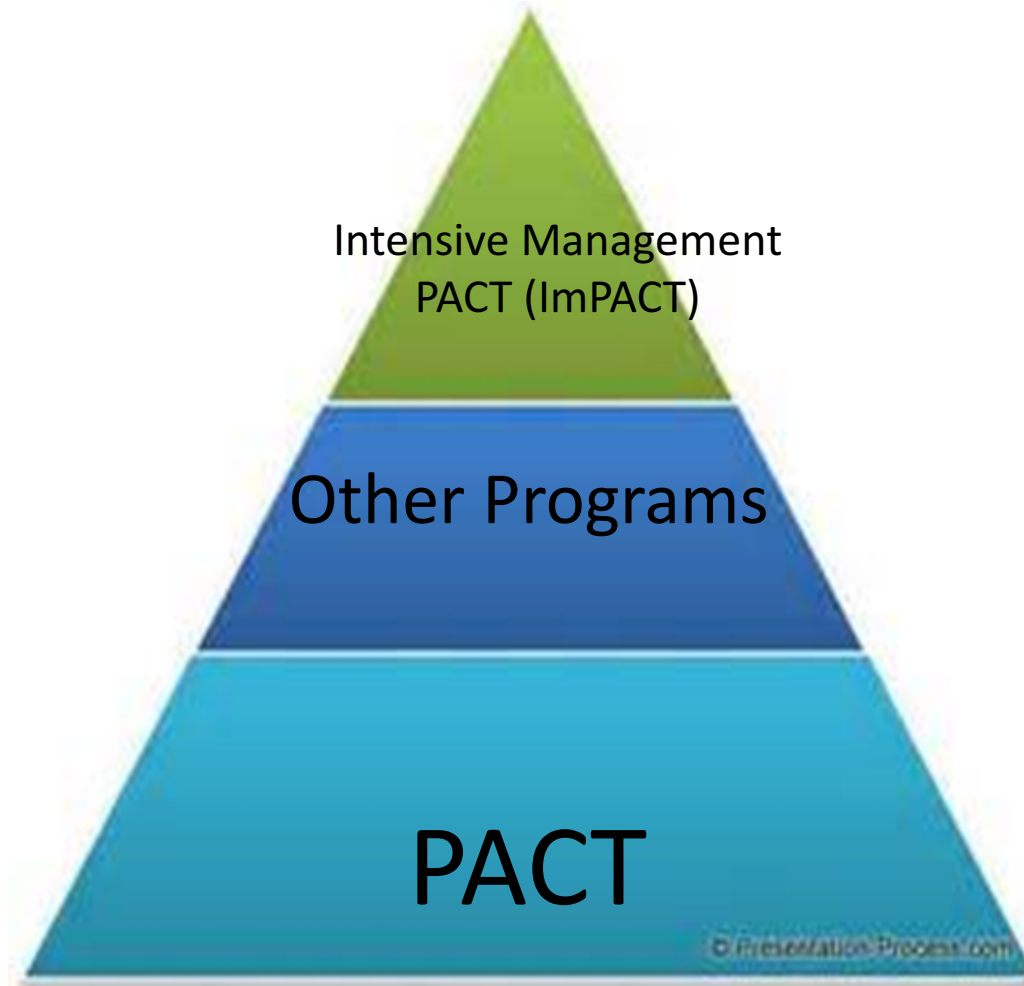 Intensive Management
PACT (ImPACT)
Other Programs
PACT
© Presentation-Process.com